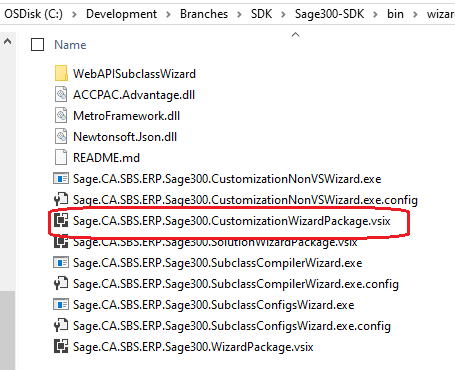 OSDisk (C:) > Development > Branches > SDK > Sage300-SDK > bin > wizar
Name
WebAPISubclassWizard
ACCPAC.Advantage.dll
MetroFramework.dll
Newtonsoft.Json.dll
README.md
Sage.CA.SBS.ERP.Sage300.CustomizationNonVSWizard.exe
Sage.CA.SBS.ERP.Sage300.CustomizationNonVSWizard.exe.config
Sage.CA.SBS.ERP.Sage300.CustomizationWizardPackage.vsix
Sage.CA.SBS.ERP.Sage300.SolutionWizardPackage.vsix
Sage.CA.SBS.ERP.Sage300.SubclassCompilerWizard.exe
Sage.CA.SBS.ERP.Sage300.SubclassCompilerWizard.exe.config
Sage.CA.SBS.ERP.Sage300.SubclassConfigsWizard.exe
Sage.CA.SBS.ERP.Sage300.SubclassConfigsWizard.exe.config
Sage.CA.SBS.ERP.Sage300.WizardPackage.vsix